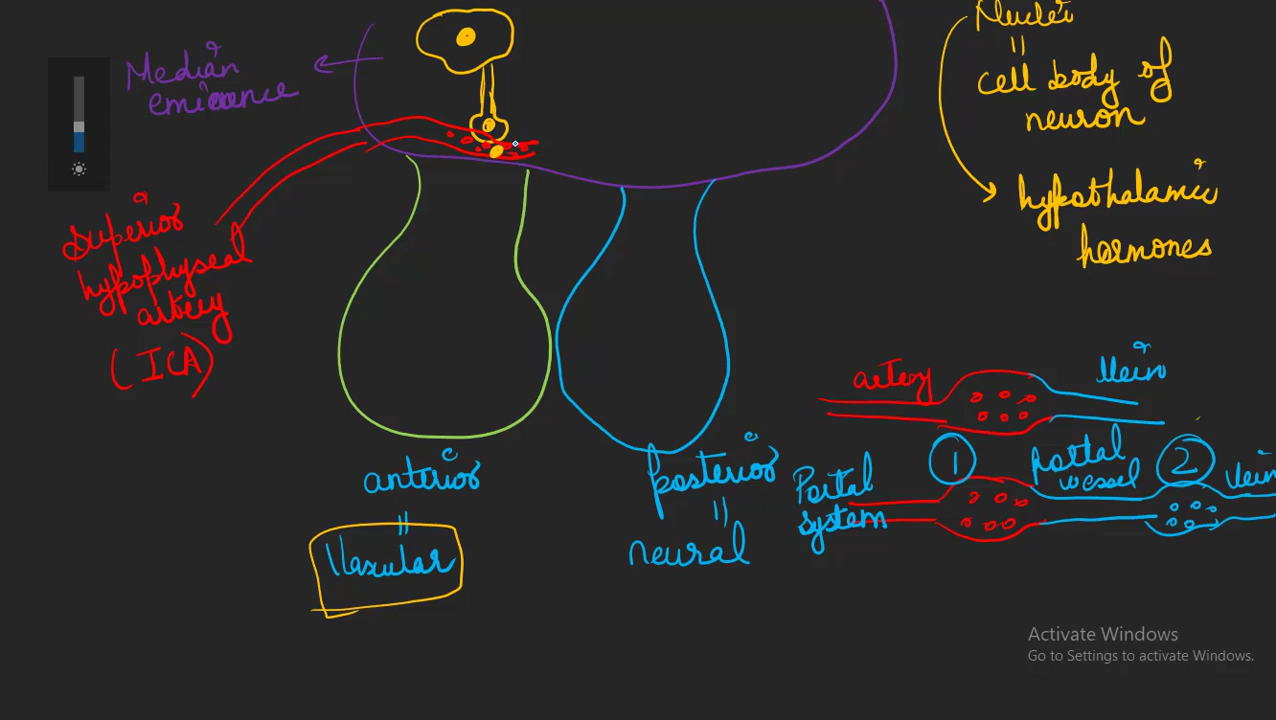 Median
eminence
Nuclei
=
cell body of
neuron
hypothalamic
hormones
Superior
hypophyseal
artery
(ICA)
artery
Vein
1
portal
vessel
2
Vein
Portal
system
anterior
=
Vascular
posterior
=
neural
Activate Windows
Go to Settings to activate Windows.